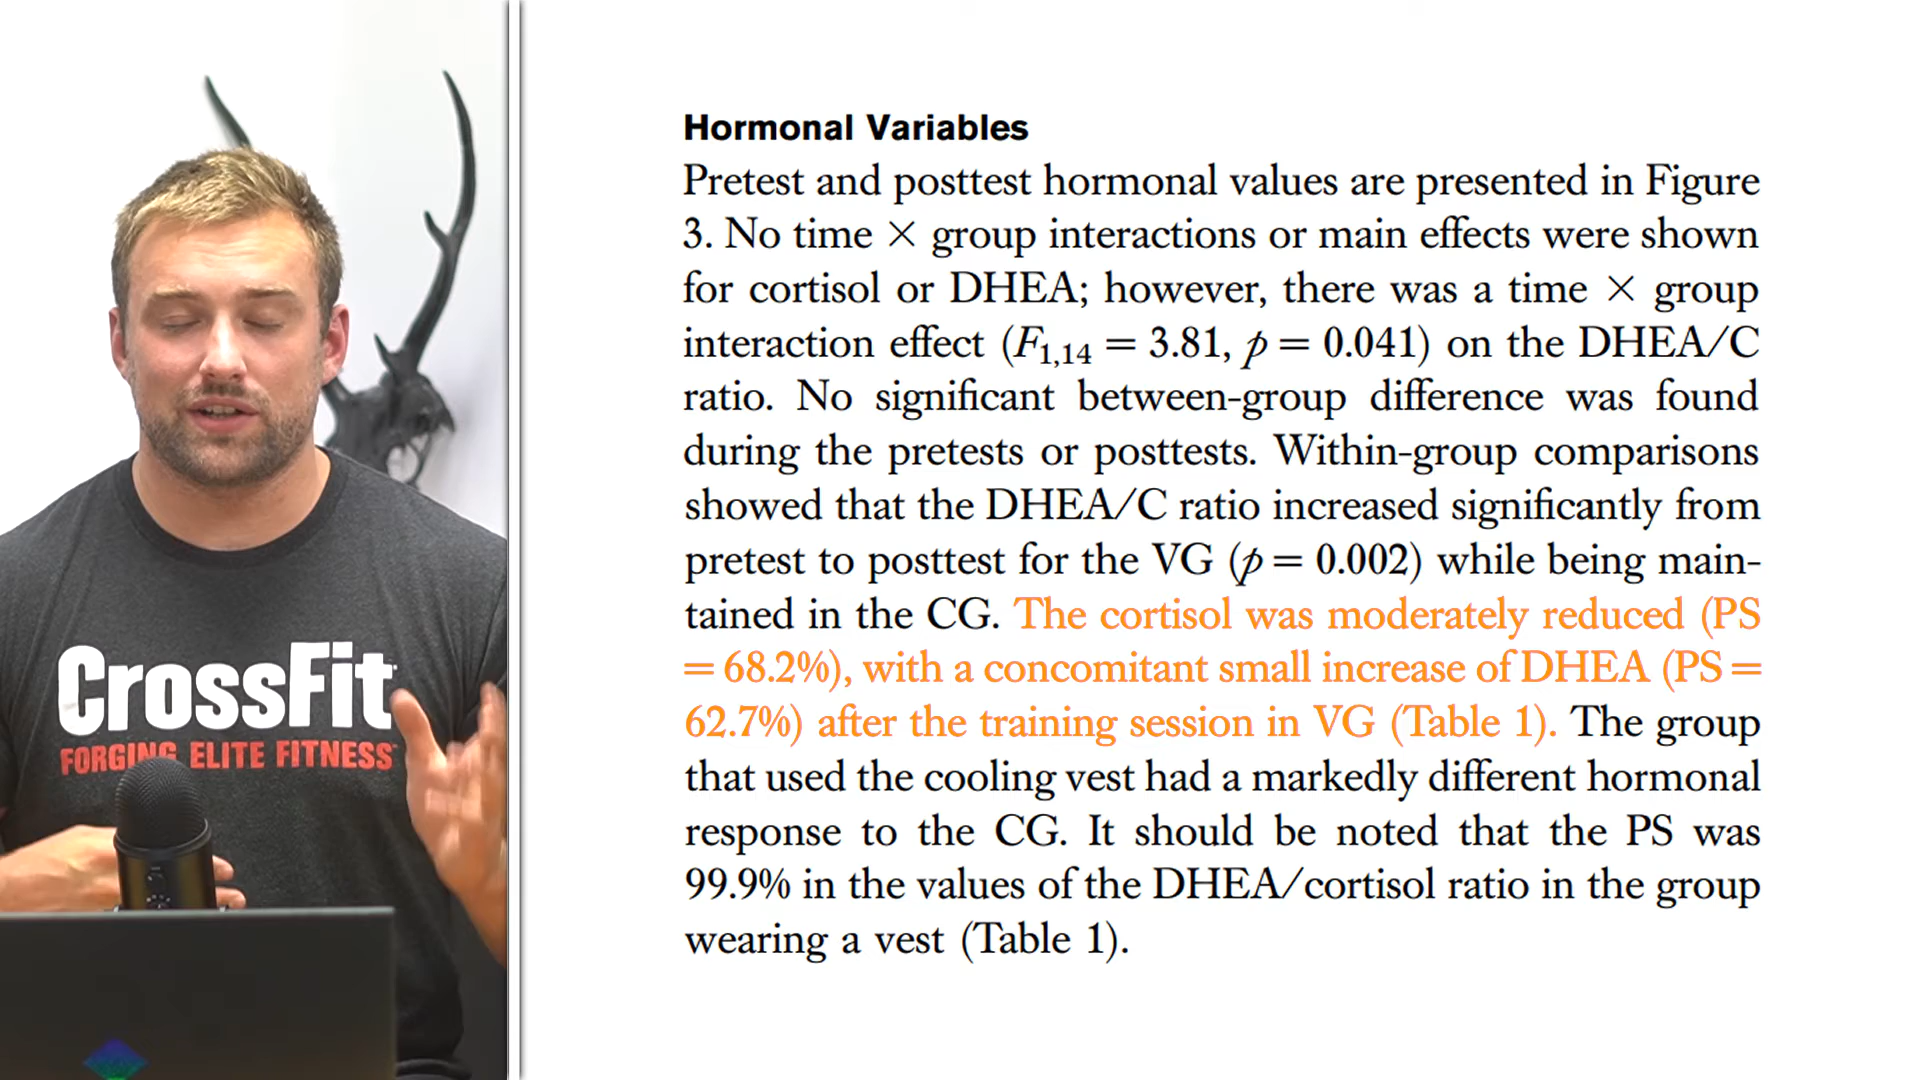 Hormonal Variables
Pretest and posttest hormonal values are presented in Figure
3. No time × group interactions or main effects were shown
for cortisol or DHEA; however, there was a time × group
interaction effect (F1,14 = 3.81, p = 0.041) on the DHEA/C
ratio. No significant between-group difference was found
during the pretests or posttests. Within-group comparisons
showed that the DHEA/C ratio increased significantly from
pretest to posttest for the VG (p = 0.002) while being main-
tained in the CG. The cortisol was moderately reduced (PS
= 68.2%), with a concomitant small increase of DHEA (PS =
62.7%) after the training session in VG (Table 1). The group
that used the cooling vest had a markedly different hormonal
response to the CG. It should be noted that the PS was
99.9% in the values of the DHEA/cortisol ratio in the group
wearing a vest (Table 1).
CrossFit
FORGING ELITE FITNESS